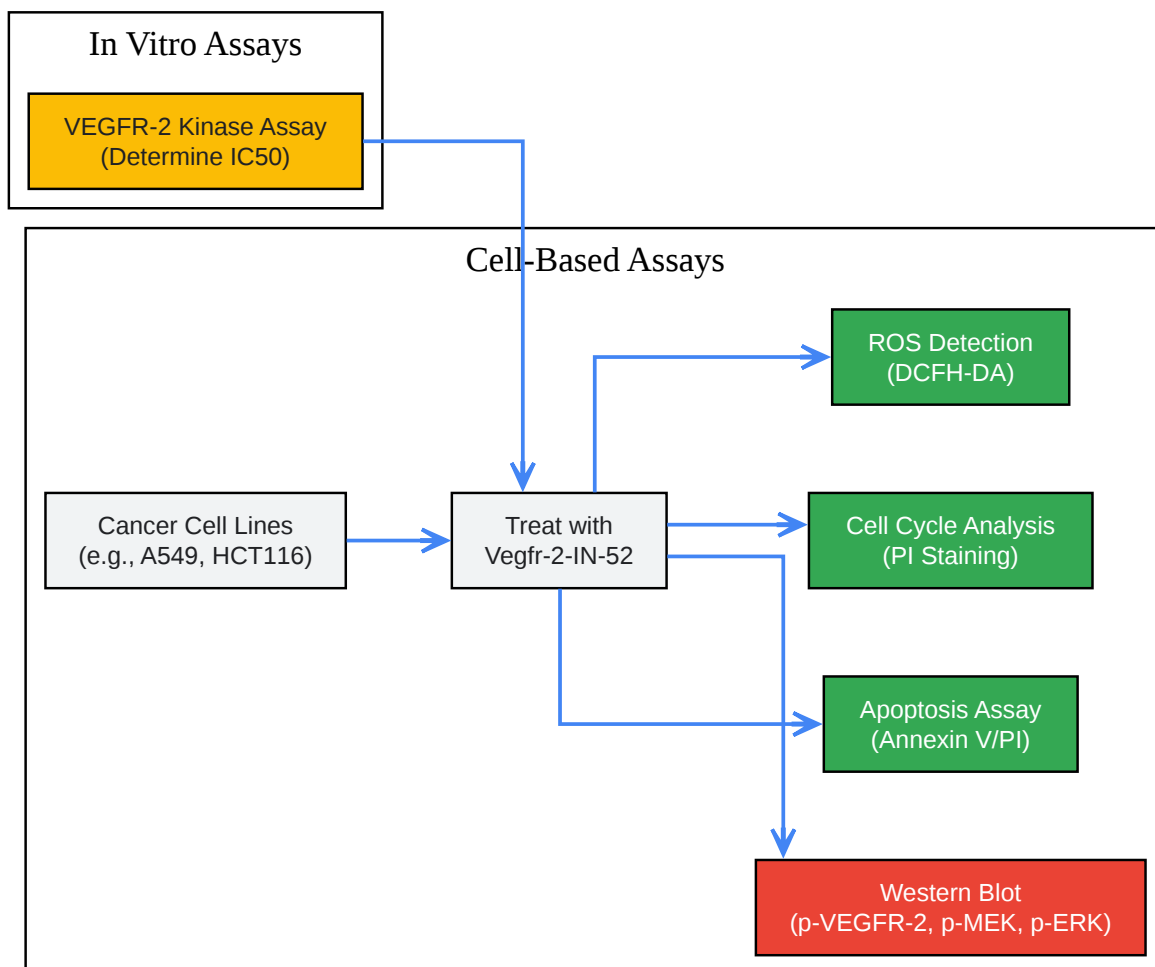 In Vitro Assays
VEGFR-2 Kinase Assay
(Determine IC50)
Cell-Based Assays
ROS Detection
(DCFH-DA)
Cancer Cell Lines
(e.g., A549, HCT116)
Treat with
Vegfr-2-IN-52
Cell Cycle Analysis
(PI Staining)
Apoptosis Assay
(Annexin V/PI)
Western Blot
(p-VEGFR-2, p-MEK, p-ERK)